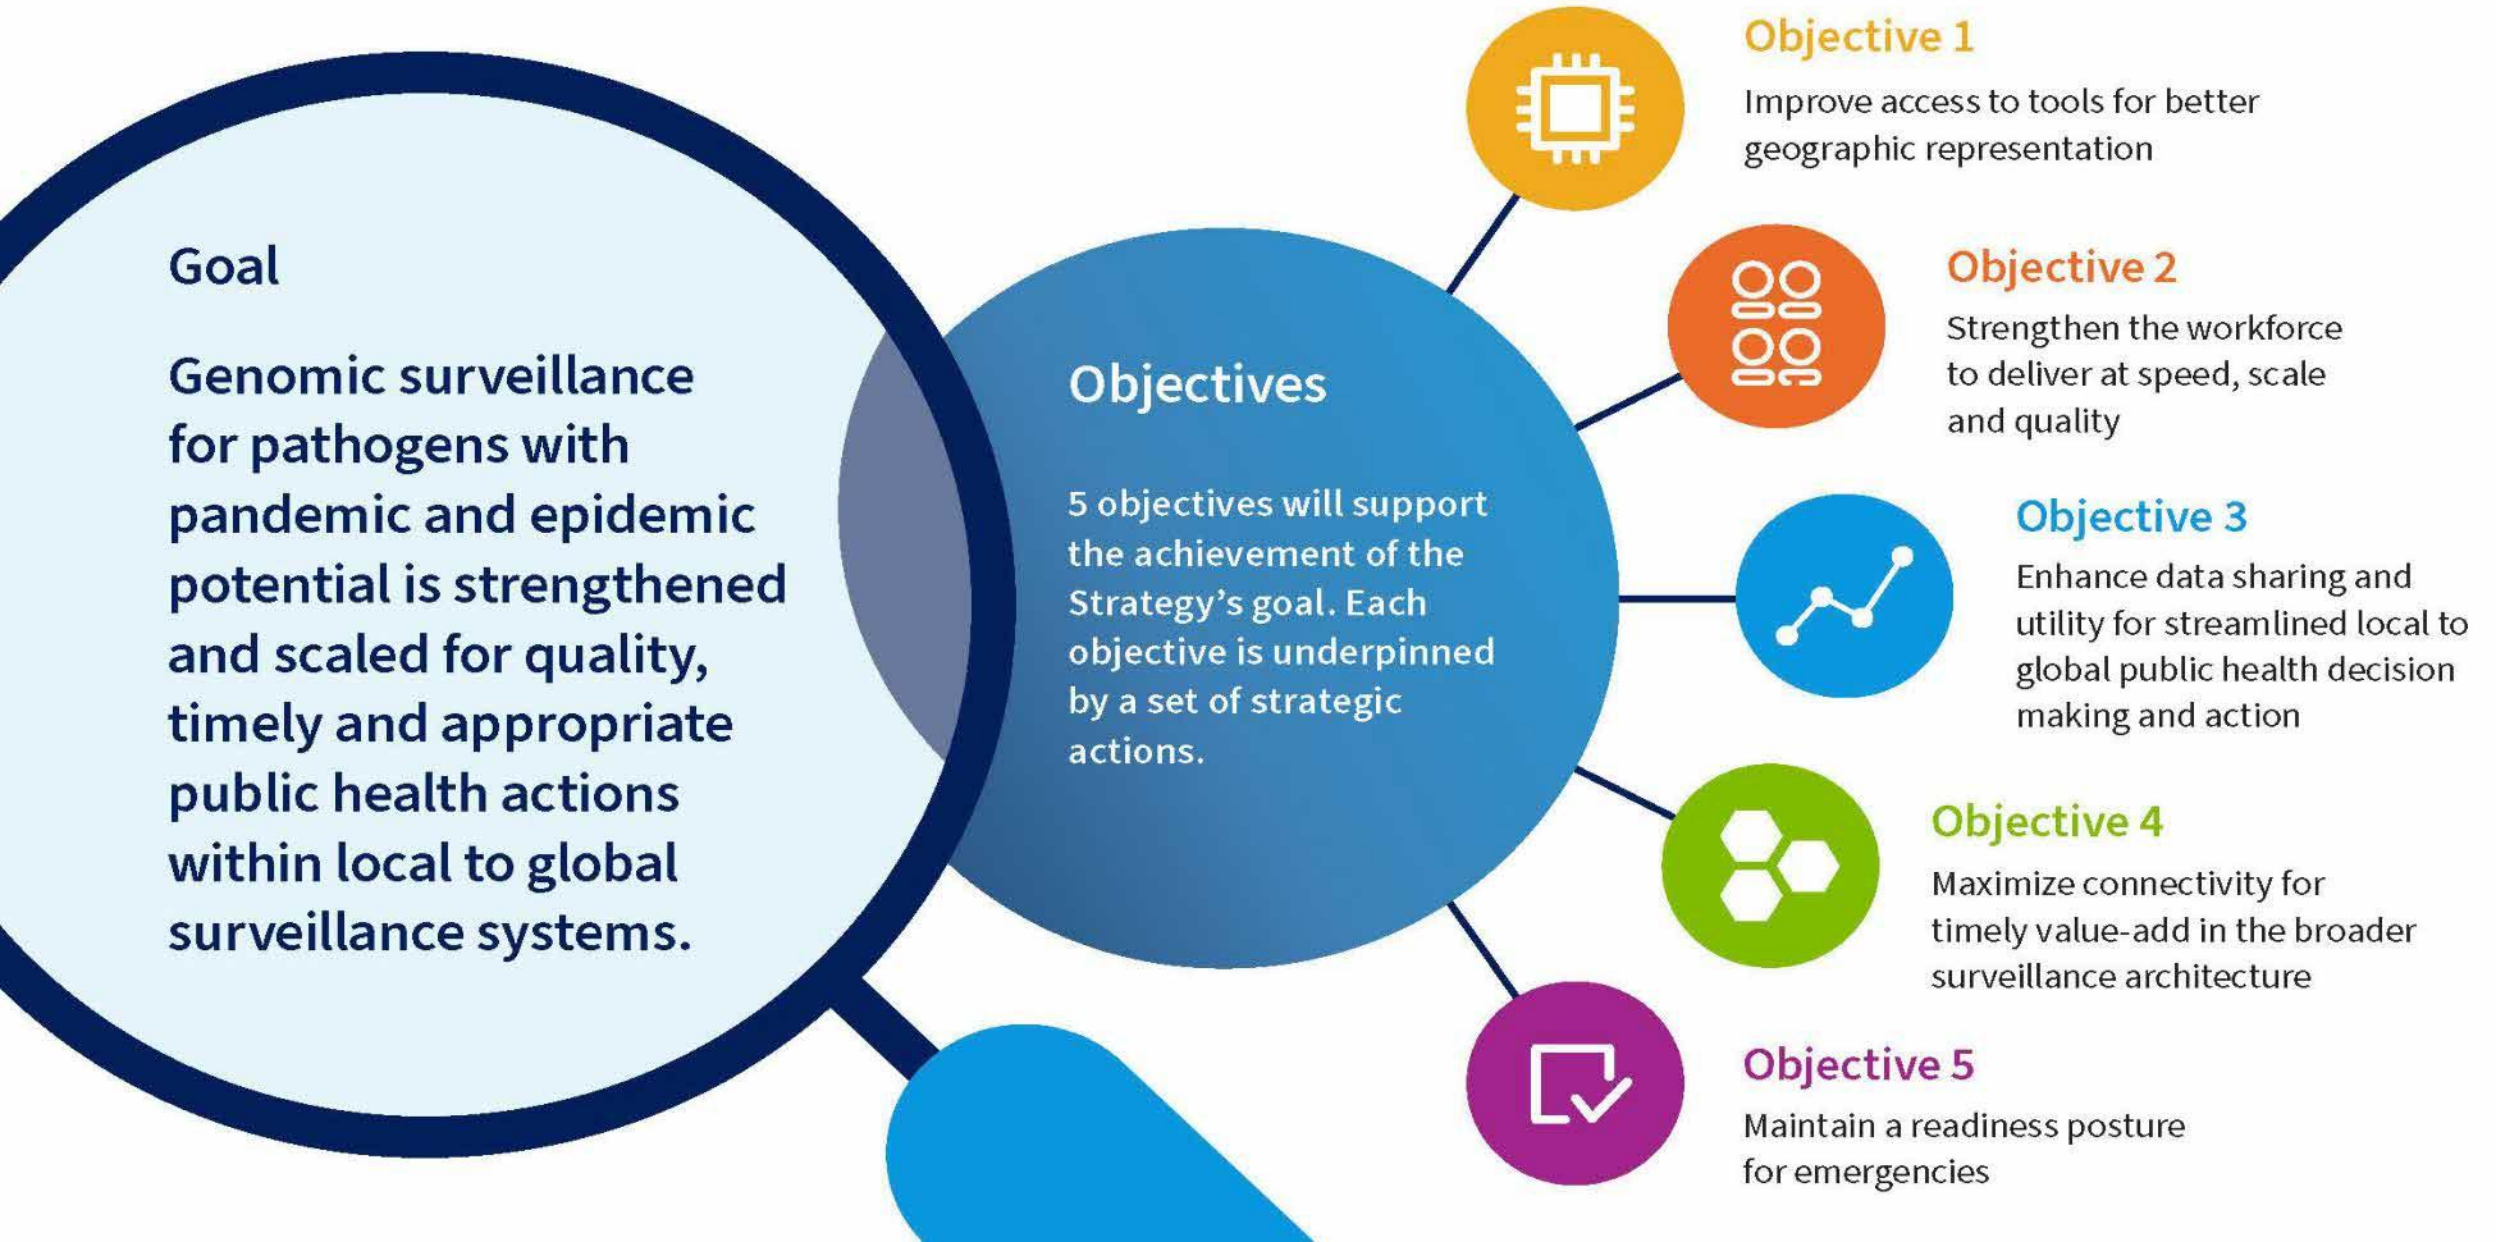 Goal
Genomic surveillance
for pathogens with
pandemic and epidemic
potential is strengthened
and scaled for quality,
timely and appropriate
public health actions
within local to global
surveillance systems.
Objectives
5 objectives will support
the achievement of the
Strategy’s goal. Each
objective is underpinned
by a set of strategic
actions.
Objective 1
Improve access to tools for better
geographic representation
Objective 2
Strengthen the workforce
to deliver at speed, scale
and quality
Objective 3
Enhance data sharing and
utility for streamlined local to
global public health decision
making and action
Objective 4
Maximize connectivity for
timely value-add in the broader
surveillance architecture
Objective 5
Maintain a readiness posture
for emergencies